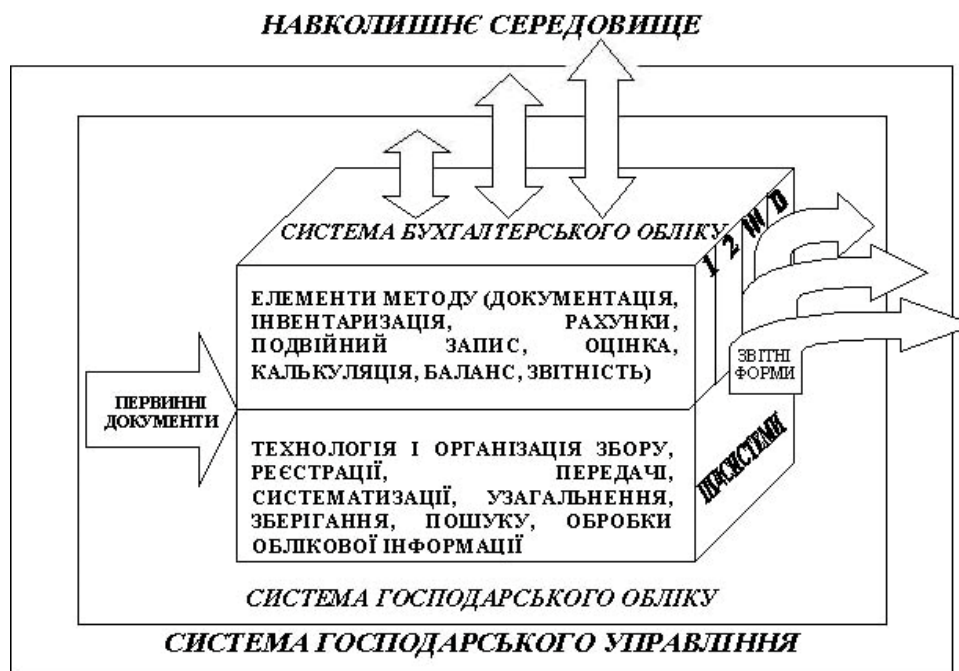 НАВКОЛИШНЄ СЕРЕДОВИЩЕ
СИСТЕМА БУХГАЛТЕРСЬКОГО ОБЛІКУ
1 2
ЕЛЕМЕНТИ МЕТОДУ (ДОКУМЕНТАЦІЯ,
ІНВЕНТАРИЗАЦІЯ, РАХУНКИ,
ПОДВІЙНИЙ ЗАПИС, ОЦІНКА,
КАЛЬКУЛЯЦІЯ, БАЛАНС, ЗВІТНІСТЬ)
ЗВІТНІ
ФОРМИ
ПЕРВИННІ
ДОКУМЕНТИ
ТЕХНОЛОГІЯ І ОРГАНІЗАЦІЯ ЗБОРУ,
РЕЄСТРАЦІЇ, ПЕРЕДАЧІ,
СИСТЕМАТИЗАЦІЇ, УЗАГАЛЬНЕННЯ,
ЗБЕРІГАННЯ, ПОШУКУ, ОБРОБКИ
ОБЛІКОВОЇ ІНФОРМАЦІЇ
ПІДСИСТЕМИ
СИСТЕМА ГОСПОДАРСЬКОГО ОБЛІКУ
СИСТЕМА ГОСПОДАРСЬКОГО УПРАВЛІННЯ